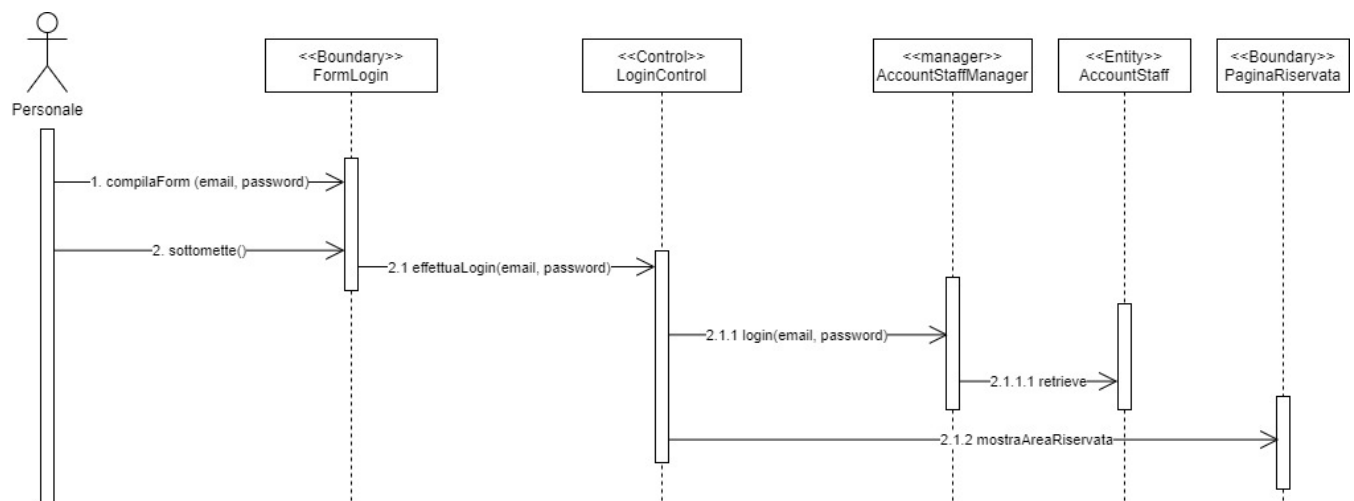 <<Boundary>>
FormLogin
<<Control>>
LoginControl
<<manager>>
AccountStaffManager
<<Entity>>
AccountStaff
<<Boundary>>
PaginaRiservata
Personale
1. compilaForm (email, password)
2. sottomette()
2.1 effettuaLogin(email, password)
2.1.1 login(email, password)
2.1.1.1 retrieve
2.1.2 mostraAreaRiservata